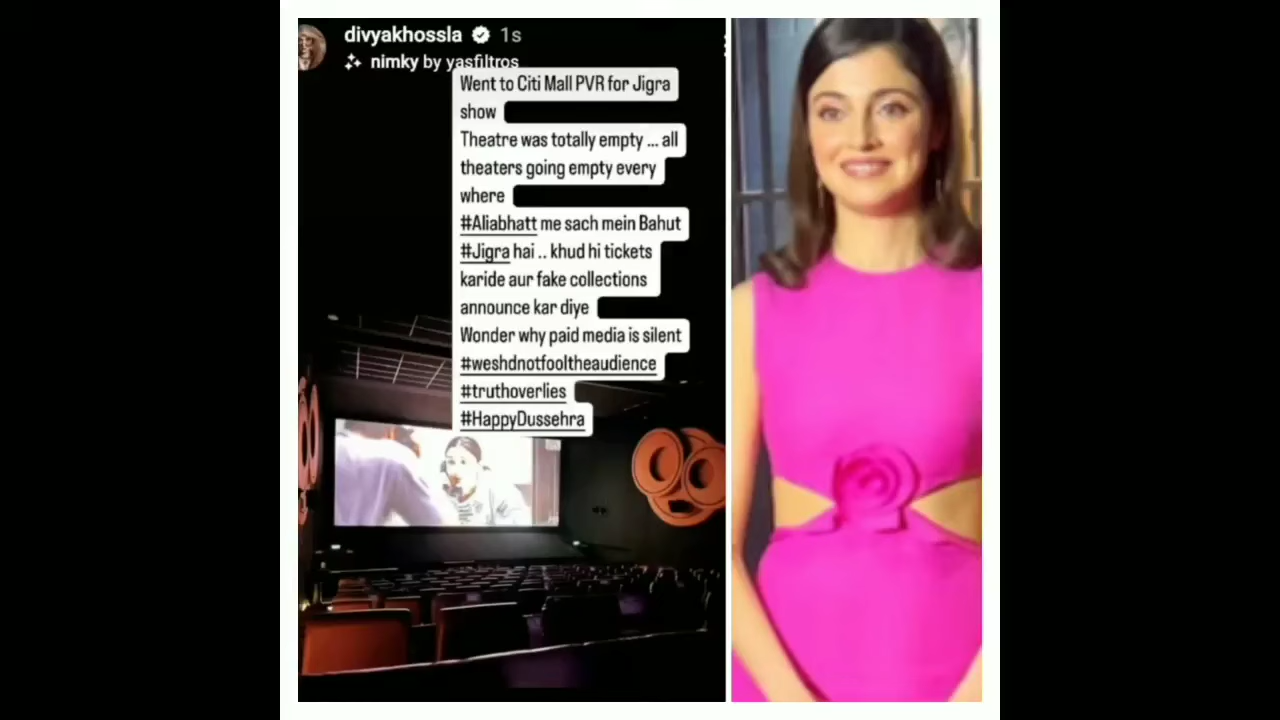 divyakhossla 1s
nimky by yasfiltros
Went to Citi Mall PVR for Jigra
show
Theatre was totally empty ... all
theaters going empty every
where
#Aliabhatt me sach mein Bahut
#Jigra hai .. khud hi tickets
karide aur fake collections
announce kar diye
Wonder why paid media is silent
#weshdnotfooltheaudience
#truthoverlies
#HappyDussehra